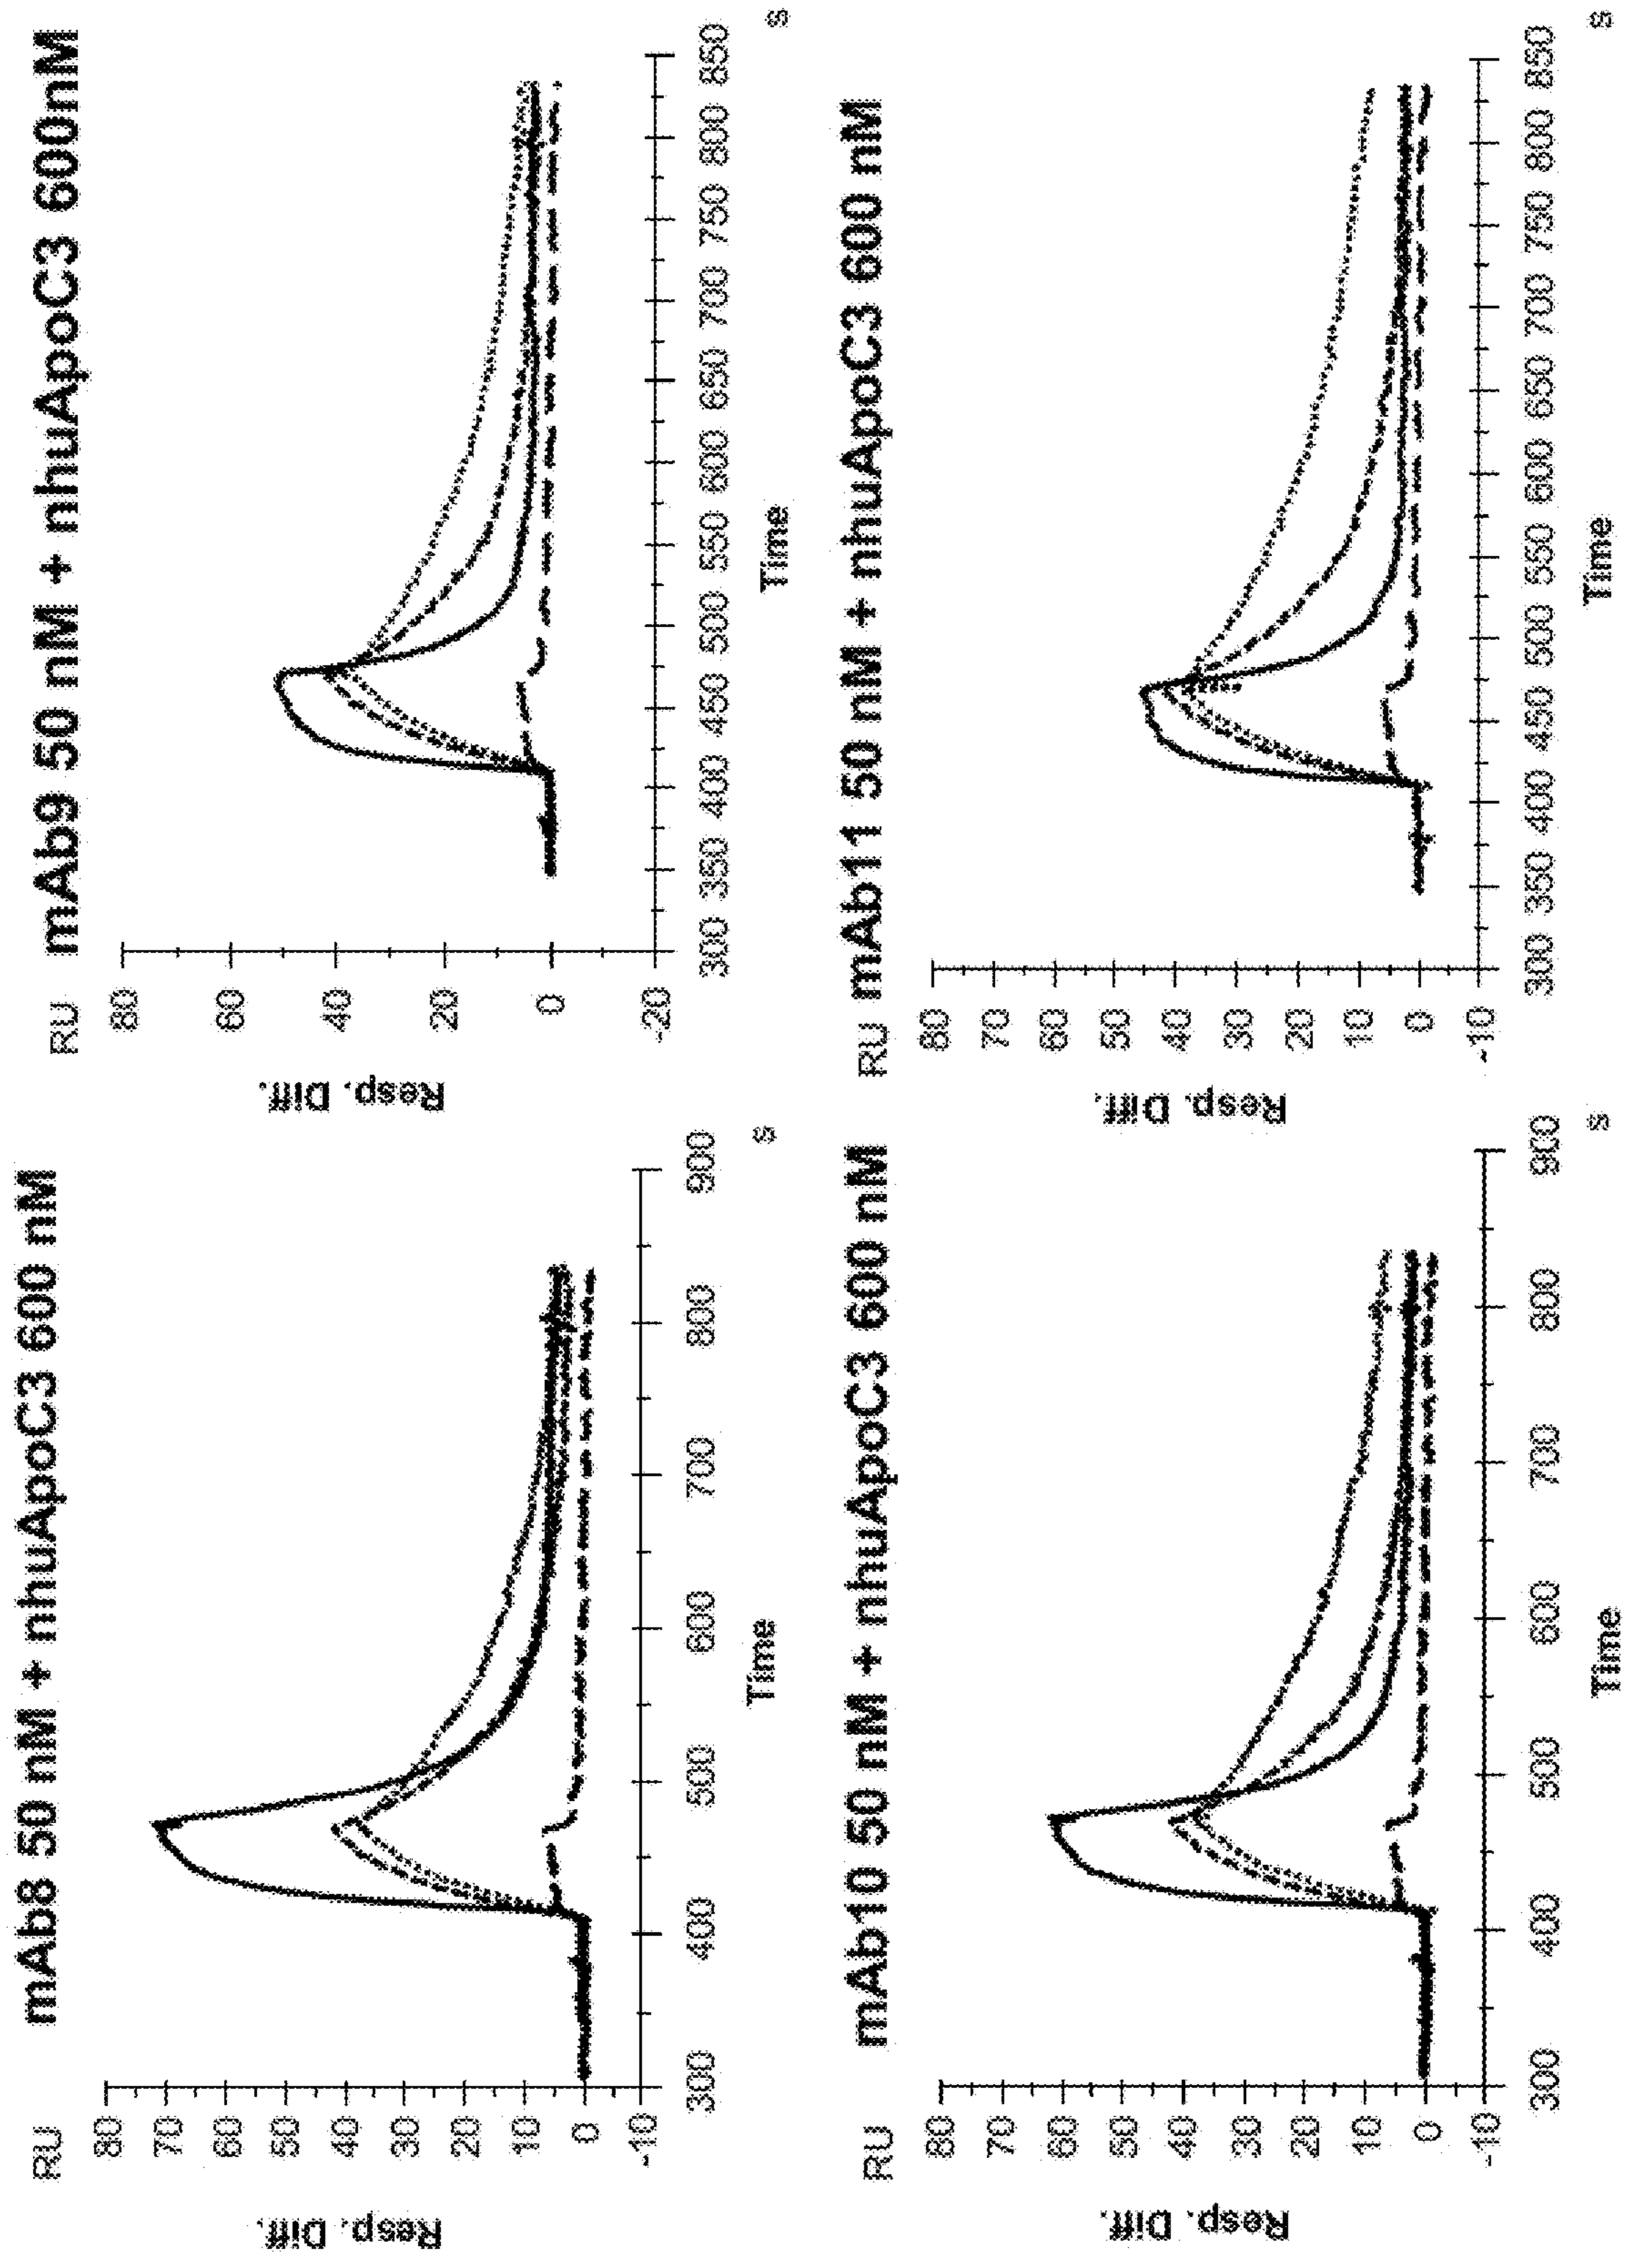 RU mAb8 50 nM + nhuApoC3 600 nM
Resp. Diff.
80
70
60
50
40
30
20
10
0
-10
300 400 500 600 700 800 900
Time s
RU mAb9 50 nM + nhuApoC3 600nM
Resp. Diff.
80
60
40
20
0
-20
300 350 400 450 500 550 600 650 700 750 800 850
Time s
RU mAb10 50 nM + nhuApoC3 600 nM
Resp. Diff.
80
70
60
50
40
30
20
10
0
-10
300 400 500 600 700 800 900
Time s
RU mAb11 50 nM + nhuApoC3 600 nM
Resp. Diff.
80
70
60
50
40
30
20
10
0
-10
300 350 400 450 500 550 600 650 700 750 800 850
Time s